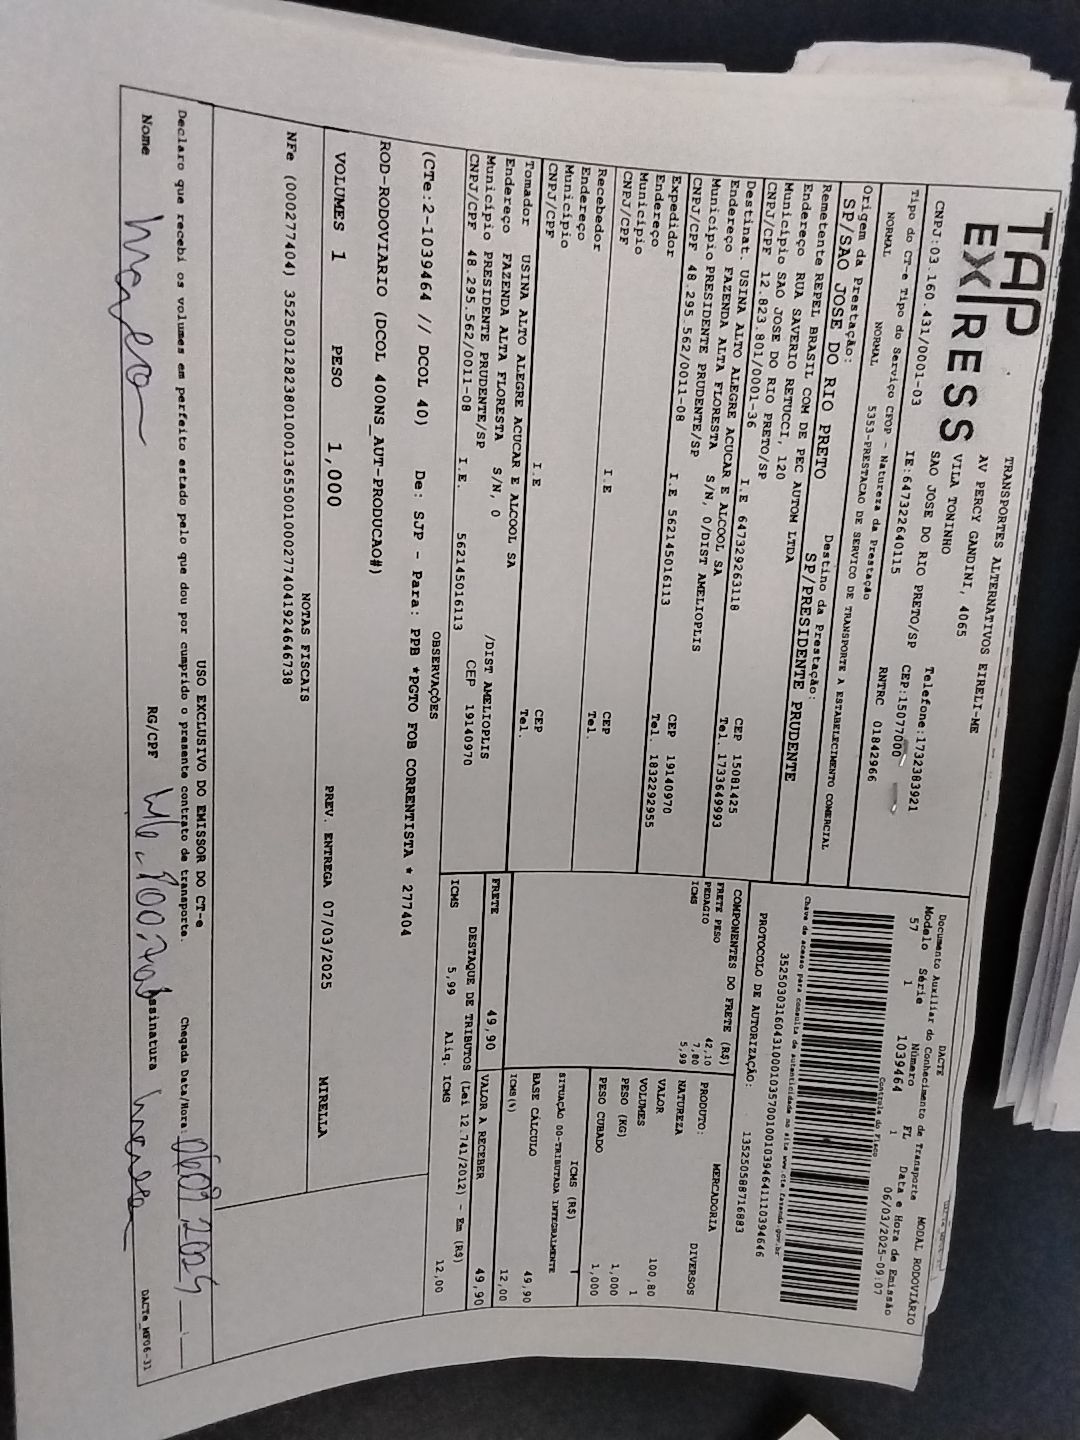 TAP
EXPRESS
TRANSPORTES ALTERNATIVOS EIRELI-ME
AV PERCY GANDINI, 4065
VILA TONINHO
SAO JOSE DO RIO PRETO/SP Telefone:1732383921
CNPJ:03.160.431/0001-03 IE:647322640115 CEP:15077000
Tipo do CT-e Tipo do Serviço CFOP - Natureza da Prestação RNTRC 01842966
NORMAL NORMAL 5353-PRESTACAO DE SERVICO DE TRANSPORTE A ESTABELECIMENTO COMERCIAL
Origem da Prestação: Destino da Prestação:
SP/SAO JOSE DO RIO PRETO SP/PRESIDENTE PRUDENTE
Remetente REPEL BRASIL COM DE PEC AUTOM LTDA
Endereço RUA SAVERIO RETUCCI, 120
Município SAO JOSE DO RIO PRETO/SP CEP 15081425
CNPJ/CPF 12.823.801/0001-36 I.E 647329263118 Tel. 1733649993
Destinat. USINA ALTO ALEGRE ACUCAR E ALCOOL SA
Endereço FAZENDA ALTA FLORESTA S/N, 0/DIST AMELIOPLIS
Município PRESIDENTE PRUDENTE/SP CEP 19140970
CNPJ/CPF 48.295.562/0011-08 I.E 562145016113 Tel. 1832292955
Expedidor
Endereço
Município CEP
CNPJ/CPF I.E Tel.
Recebedor
Endereço
Município CEP
CNPJ/CPF I.E Tel.
Tomador USINA ALTO ALEGRE ACUCAR E ALCOOL SA
Endereço FAZENDA ALTA FLORESTA S/N, 0 /DIST AMELIOPLIS
Município PRESIDENTE PRUDENTE/SP CEP 19140970
CNPJ/CPF 48.295.562/0011-08 I.E. 562145016113
DACTE MODAL RODOVIÁRIO
Documento Auxiliar do Conhecimento de Transporte
Modelo Série Número FL Data e Hora de Emissão
57 1 1039464 1 06/03/2025-09:07
Controle do Fisco
Chave de acesso para consulta de autenticidade no site www.cte.fazenda.gov.br
35250303160431000103570010010394641110394646
PROTOCOLO DE AUTORIZAÇÃO: 135250588716883
COMPONENTES DO FRETE (R$)
FRETE PESO 42,10
PEDAGIO 7,80
ICMS 5,99
PRODUTO: MERCADORIA
NATUREZA DIVERSOS
VALOR 100,80
VOLUMES 1
PESO (KG) 1,000
PESO CUBADO 1,000
ICMS (R$)
SITUAÇÃO 00-TRIBUTADA INTEGRALMENTE
BASE CÁLCULO 49,90
ICMS(%) 12,00
FRETE 49,90 VALOR A RECEBER 49,90
DESTAQUE DE TRIBUTOS (Lei 12.741/2012) - Em (R$)
ICMS 5,99 Aliq. ICMS 12,00
OBSERVAÇÕES
(CTe:2-1039464 // DCOL 40) De: SJP - Para: PPB *PGTO FOB CORRENTISTA * 277404
ROD-RODOVIARIO (DCOL 400NS_AUT-PRODUCAO#)
VOLUMES 1 PESO 1,000 PREV. ENTREGA 07/03/2025 MIRELLA
NOTAS FISCAIS
NFe (000277404) 35250312823801000136550010002774041924646738
USO EXCLUSIVO DO EMISSOR DO CT-e
Declaro que recebi os volumes em perfeito estado pelo que dou por cumprido o presente contrato de transporte. Chegada Data/Hora:
Nome RG/CPF Assinatura
DACTe_MF06-31